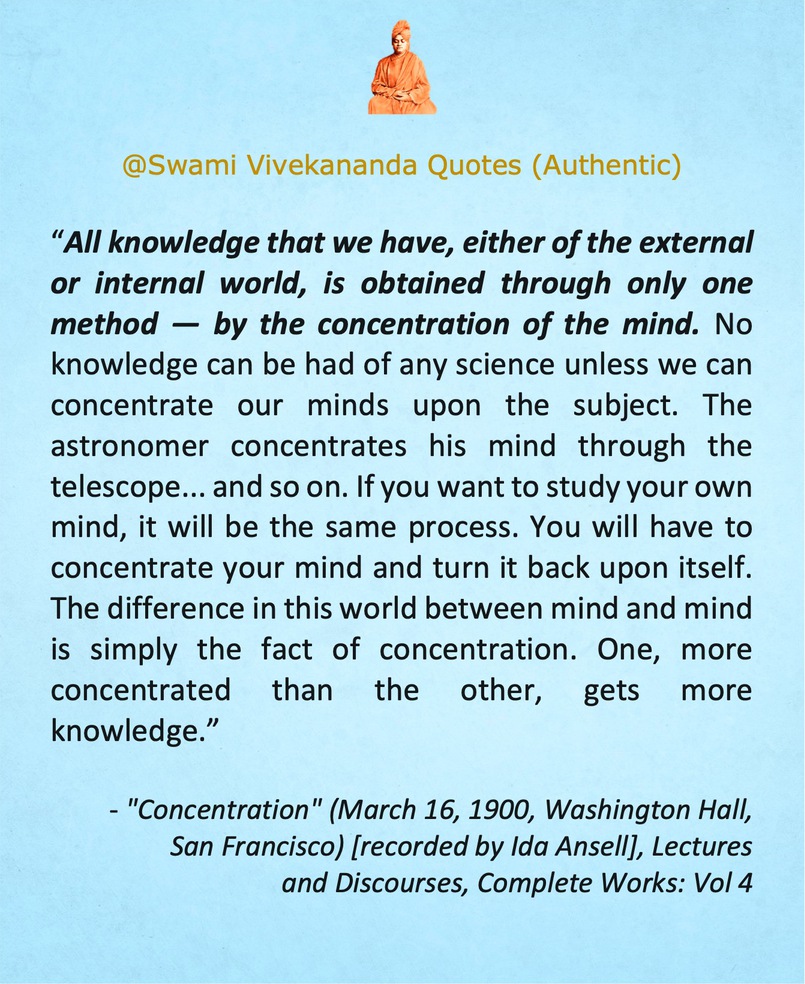 @Swami Vivekananda Quotes (Authentic)
“All knowledge that we have, either of the external
or internal world, is obtained through only one
method — by the concentration of the mind. No
knowledge can be had of any science unless we can
concentrate our minds upon the subject. The
astronomer concentrates his mind through the
telescope... and so on. If you want to study your own
mind, it will be the same process. You will have to
concentrate your mind and turn it back upon itself.
The difference in this world between mind and mind
is simply the fact of concentration. One, more
concentrated than the other, gets more
knowledge.”
- "Concentration" (March 16, 1900, Washington Hall,
San Francisco) [recorded by Ida Ansell], Lectures
and Discourses, Complete Works: Vol 4